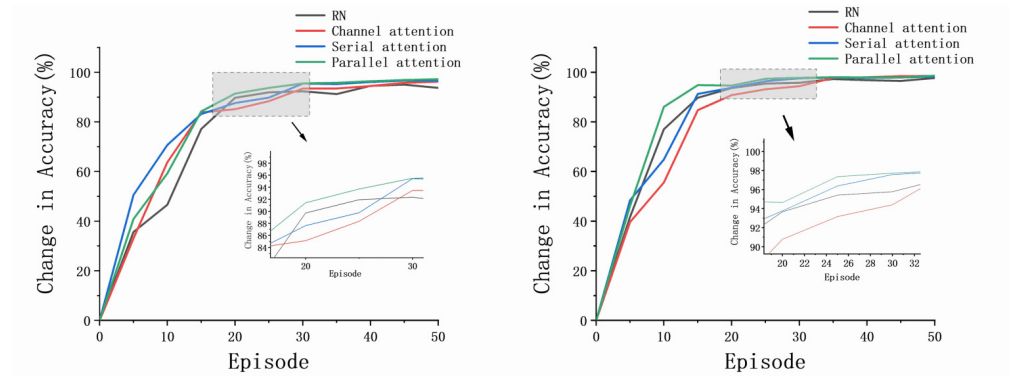 RN
Channel attention
Serial attention
Parallel attention
Change in Accuracy(%)
100
80
60
40
20
0
0 10 20 30 40 50
Episode
Change in Accuracy(%)
98
96
94
92
90
88
86
84
20 30
Episode
RN
Channel attention
Serial attention
Parallel attention
Change in Accuracy(%)
100
80
60
40
20
0
0 10 20 30 40 50
Episode
Change in Accuracy(%)
100
98
96
94
92
90
20 22 24 26 28 30 32
Episode